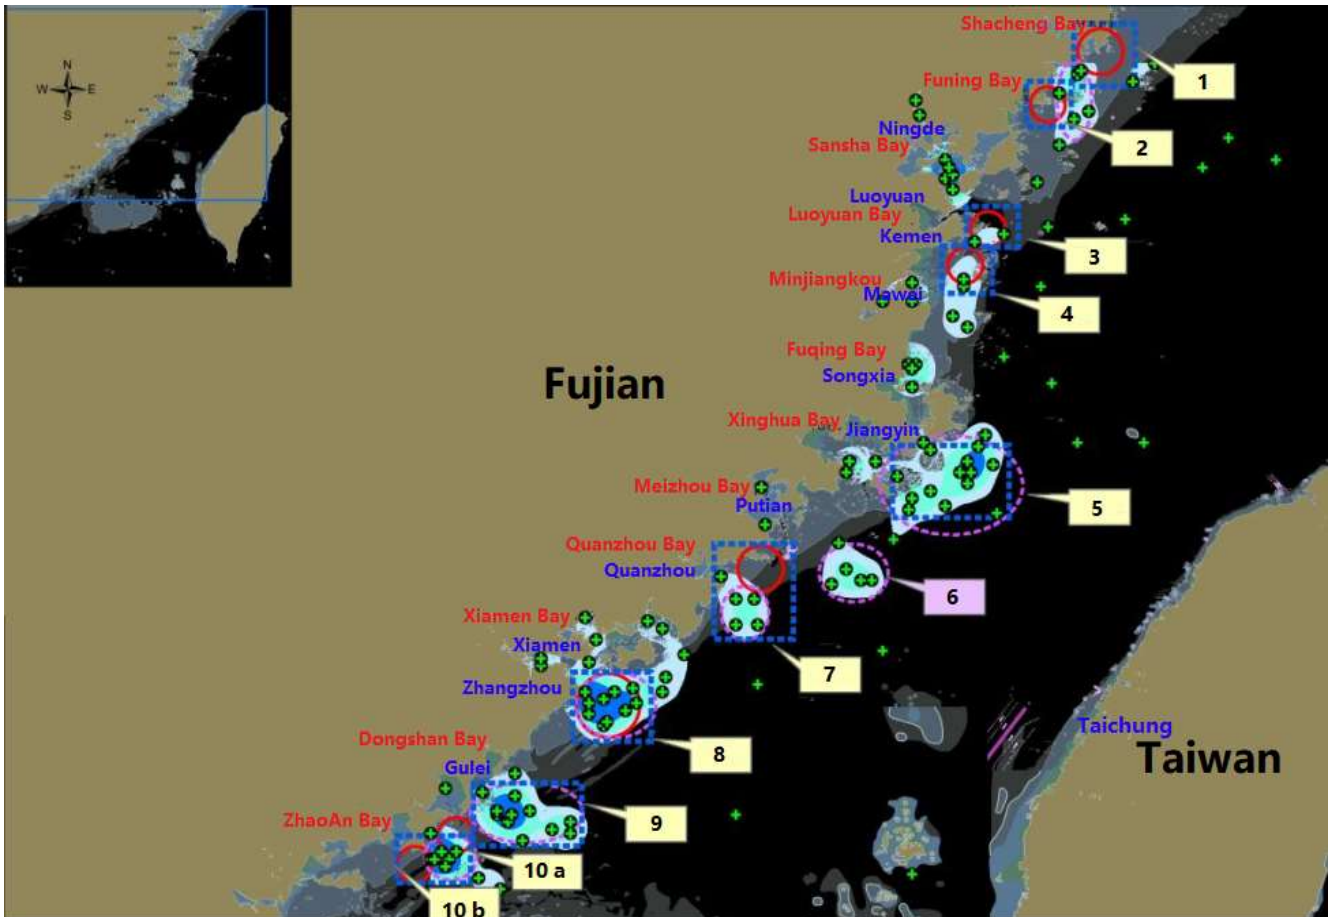 N
W E
S
Shacheng Bay
1
Funing Bay
2
Ningde
Sansha Bay
Luoyuan
Luoyuan Bay
Kemen
3
Minjiangkou
Mawei
4
Fuqing Bay
Songxia
Fujian
Xinghua Bay
Jiangyin
Meizhou Bay
5
Putian
Quanzhou Bay
Quanzhou
6
Xiamen Bay
Xiamen
7
Zhangzhou
Taichung
Dongshan Bay
8
Taiwan
Gulei
ZhaoAn Bay
9
10 a
10 b